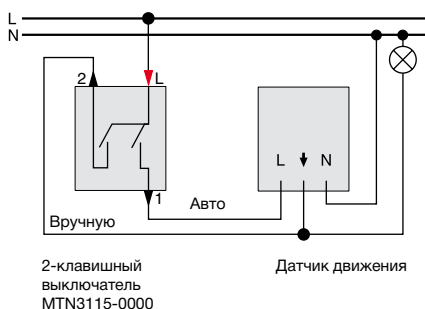 L
N
2
L
L
N
1
Авто
Вручную
2-клавишный
выключатель
MTN3115-0000
Датчик движения